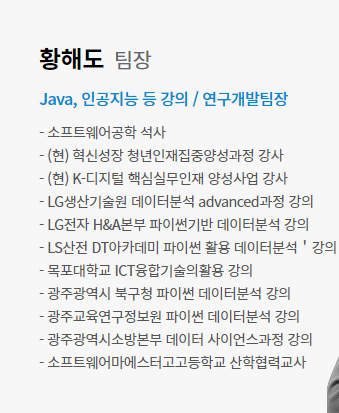 황해도 팀장
Java, 인공지능 등 강의 / 연구개발팀장
- 소프트웨어공학 석사
- (현) 혁신성장 청년인재집중양성과정 강사
- (현) K-디지털 핵심실무인재 양성사업 강사
- LG생산기술원 데이터분석 advanced과정 강의
- LG전자 H&A본부 파이썬기반 데이터분석 강의
- LS산전 DT아카데미 파이썬 활용 데이터분석 ' 강의
- 목포대학교 ICT융합기술의활용 강의
- 광주광역시 북구청 파이썬 데이터분석 강의
- 광주교육연구정보원 파이썬 데이터분석 강의
- 광주광역시소방본부 데이터 사이언스과정 강의
- 소프트웨어마에스터고고등학교 산학협력교사